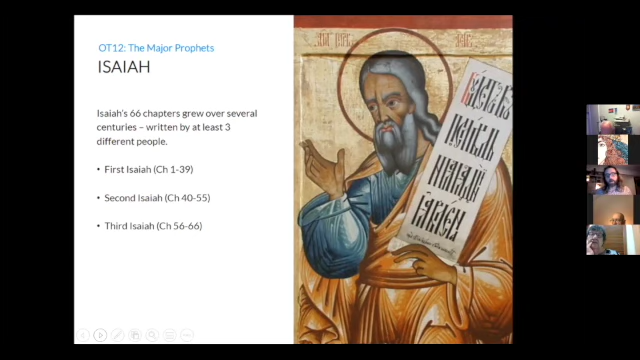 OT12: The Major Prophets
ISAIAH
Isaiah's 66 chapters grew over several
centuries – written by at least 3
different people.
• First Isaiah (Ch 1-39)
• Second Isaiah (Ch 40-55)
• Third Isaiah (Ch 56-66)